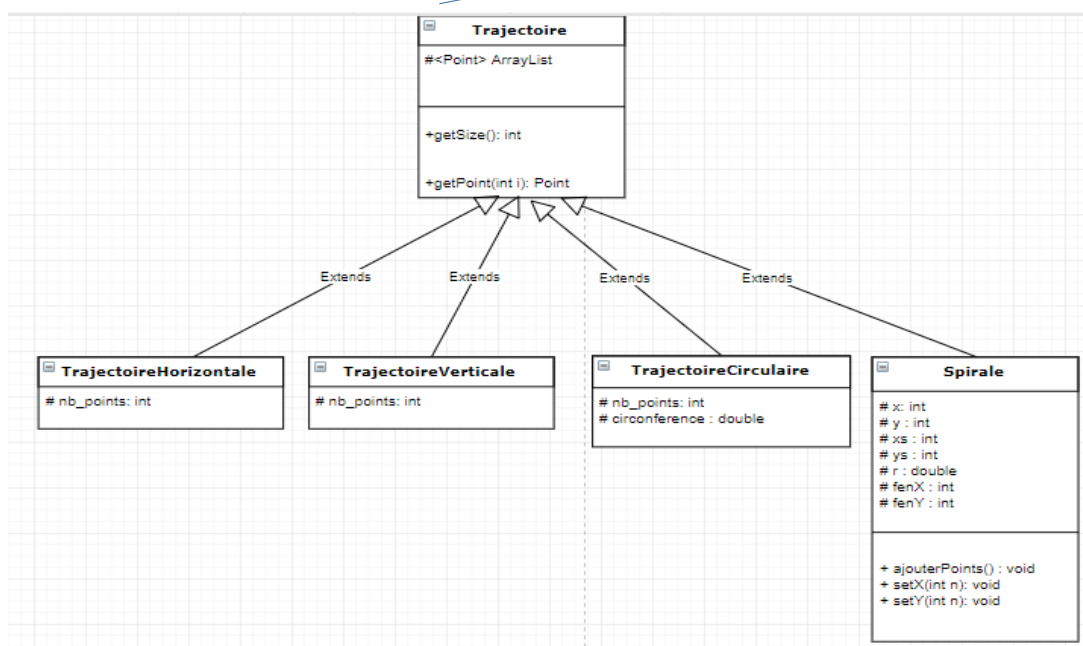 Trajectoire
#<Point> ArrayList
+getSize(): int
+getPoint(int i): Point
Extends
Extends
Extends
Extends
TrajectoireHorizontale
# nb_points: int
TrajectoireVerticale
# nb_points: int
TrajectoireCirculaire
# nb_points: int
# circonference : double
Spirale
# x: int
# y : int
# xs : int
# ys : int
# r : double
# fenX : int
# fenY : int
+ ajouterPoints() : void
+ setX(int n): void
+ setY(int n): void